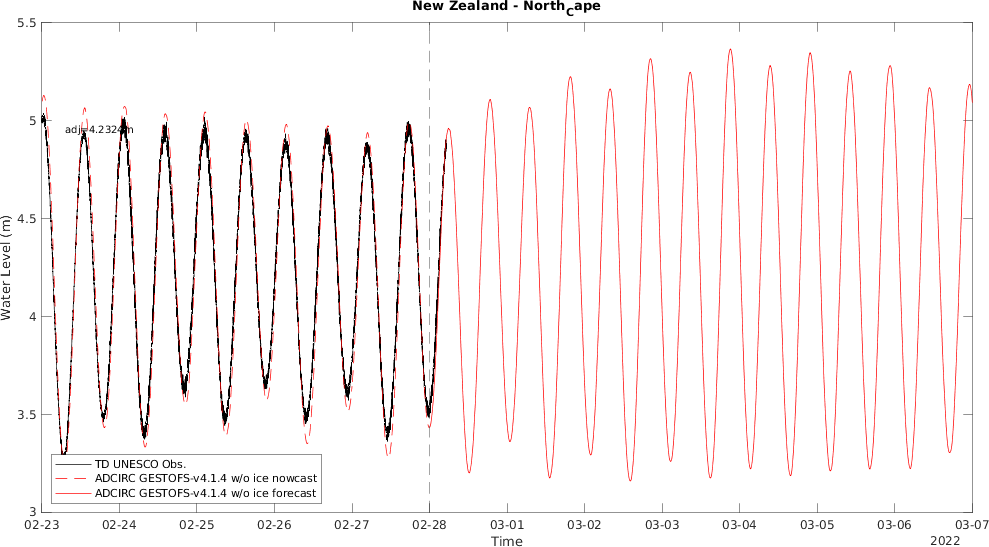 New Zealand - NorthCape
5.5
5
4.5
4
3.5
3
Water Level (m)
adj=4.2324m
TD UNESCO Obs.
ADCIRC GESTOFS-v4.1.4 w/o ice nowcast
ADCIRC GESTOFS-v4.1.4 w/o ice forecast
02-23 02-24 02-25 02-26 02-27 02-28 03-01 03-02 03-03 03-04 03-05 03-06 03-07
Time
2022